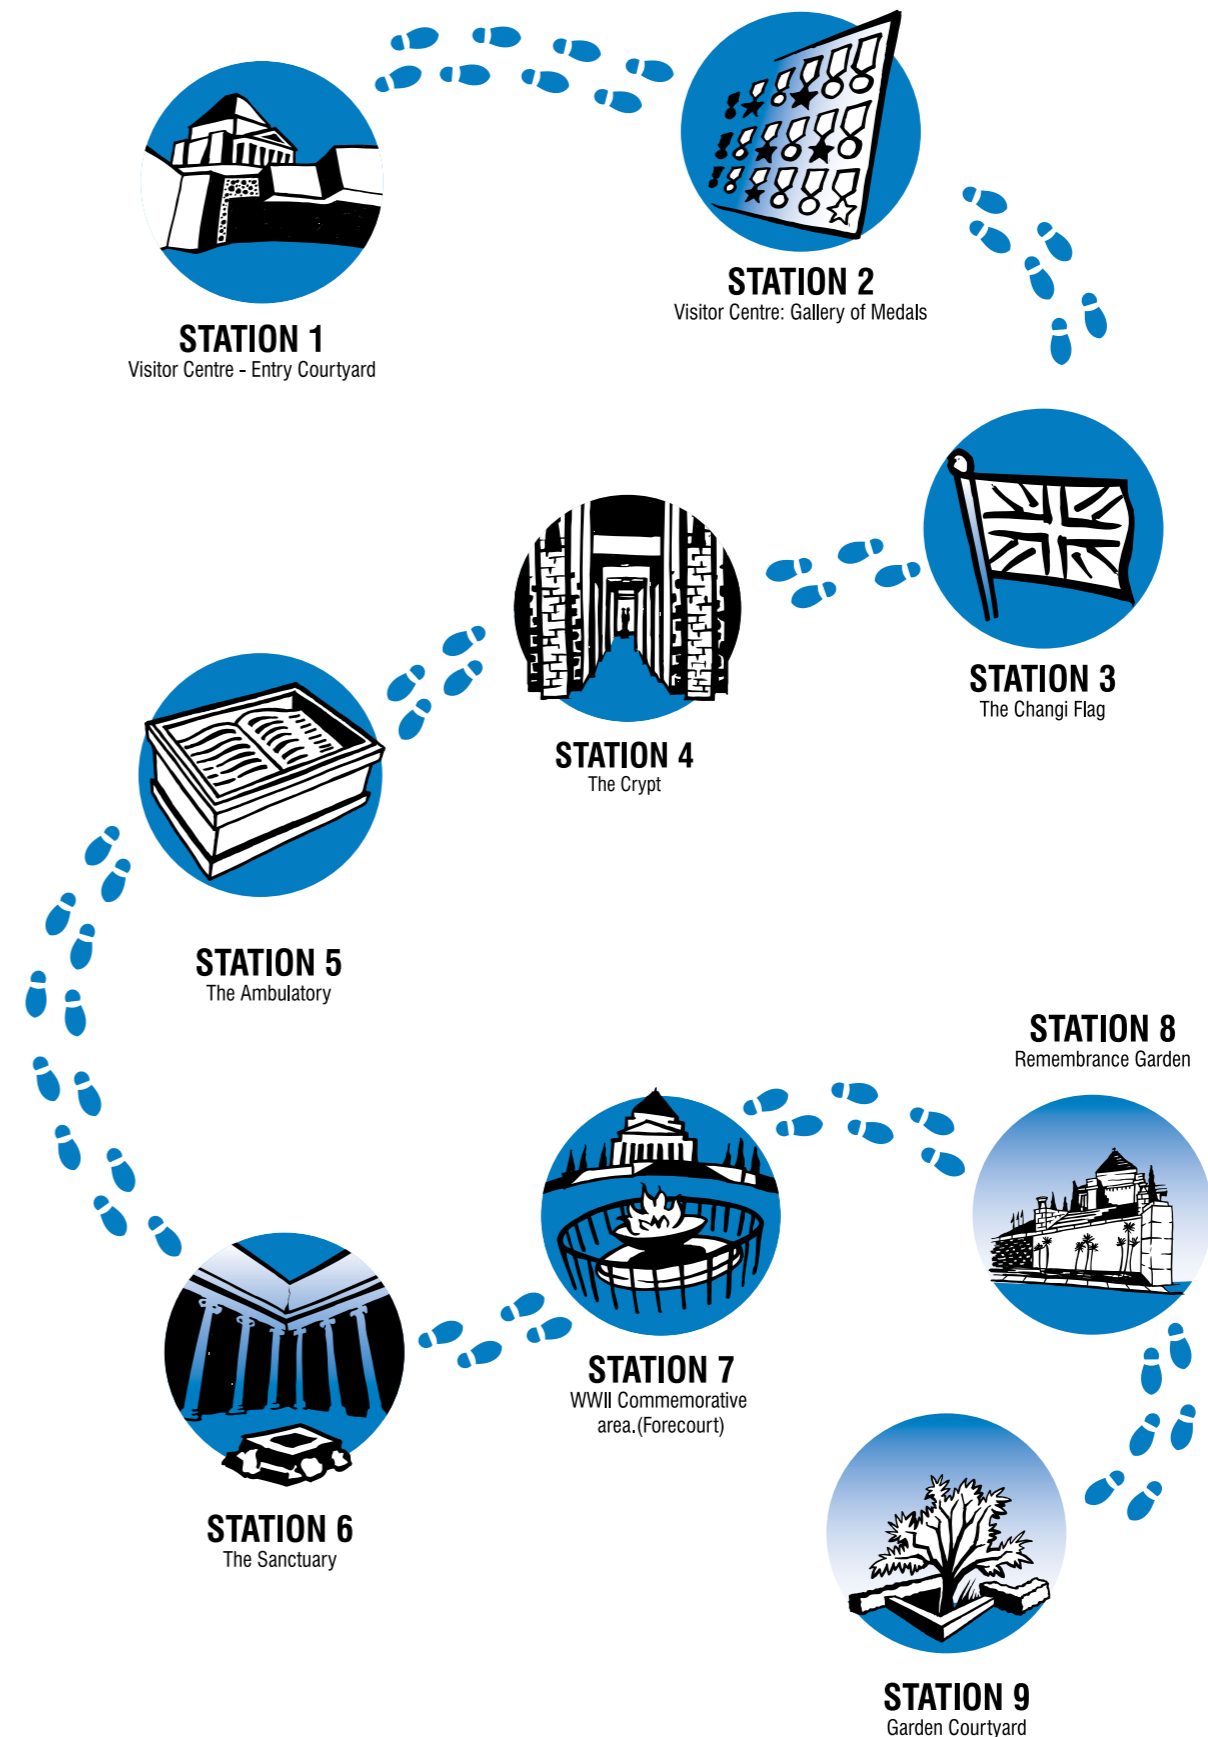 STATION 1
Visitor Centre - Entry Courtyard
STATION 2
Visitor Centre: Gallery of Medals
STATION 3
The Changi Flag
STATION 4
The Crypt
STATION 5
The Ambulatory
STATION 6
The Sanctuary
STATION 7
WWII Commemorative
area.(Forecourt)
STATION 8
Remembrance Garden
STATION 9
Garden Courtyard